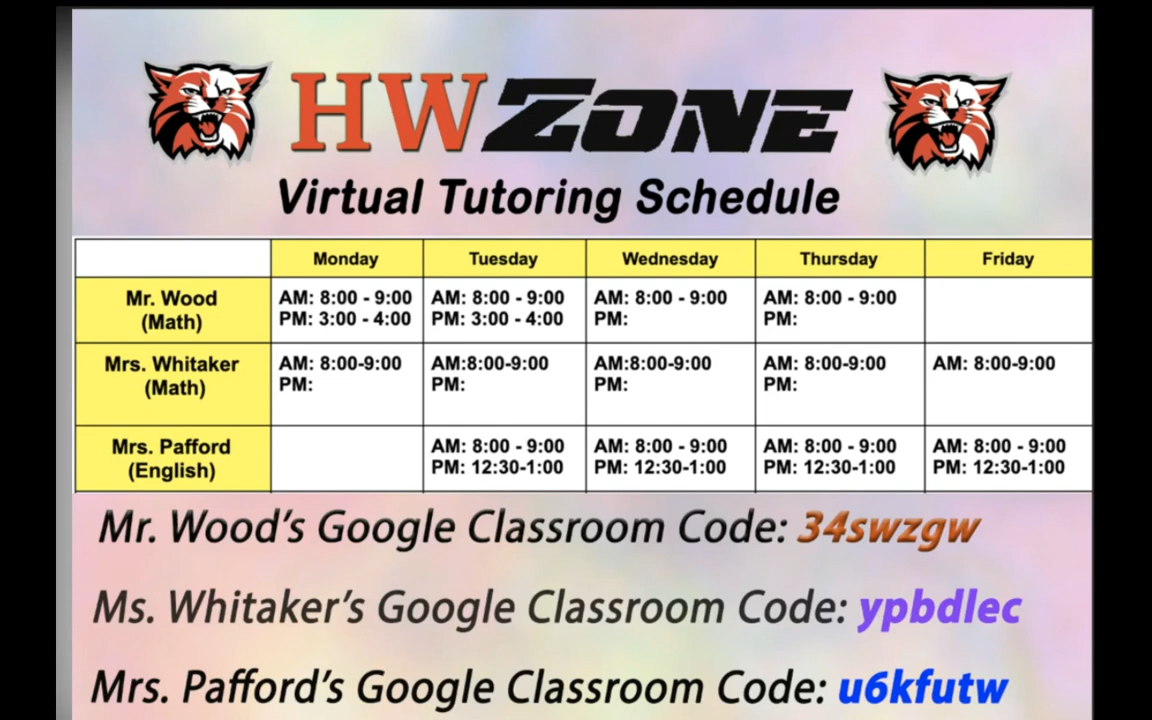 HW ZONE
Virtual Tutoring Schedule
Monday Tuesday Wednesday Thursday Friday
Mr. Wood
(Math)
AM: 8:00 - 9:00
PM: 3:00 - 4:00
AM: 8:00 - 9:00
PM: 3:00 - 4:00
AM: 8:00 - 9:00
PM:
AM: 8:00 - 9:00
PM:
Mrs. Whitaker
(Math)
AM: 8:00-9:00
PM:
AM:8:00-9:00
PM:
AM:8:00-9:00
PM:
AM: 8:00-9:00
PM:
AM: 8:00-9:00
Mrs. Pafford
(English)
AM: 8:00 - 9:00
PM: 12:30-1:00
AM: 8:00 - 9:00
PM: 12:30-1:00
AM: 8:00 - 9:00
PM: 12:30-1:00
AM: 8:00 - 9:00
PM: 12:30-1:00
Mr. Wood's Google Classroom Code: 34swzgw
Ms. Whitaker's Google Classroom Code: ypbdlec
Mrs. Pafford's Google Classroom Code: u6kfutw